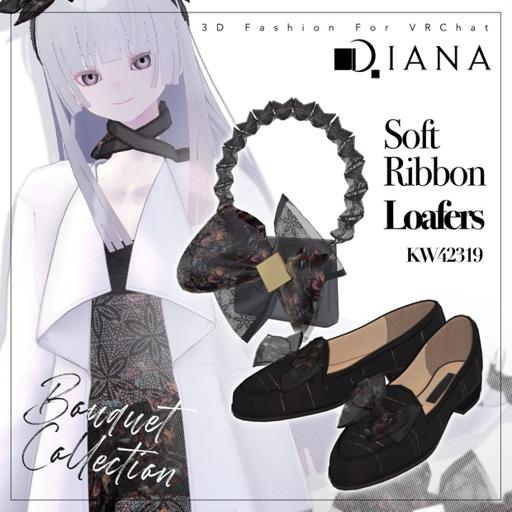 3D Fashion For VRChat
DIANA
Soft
Ribbon
Loafers
KW42319
Bouquet
Collection